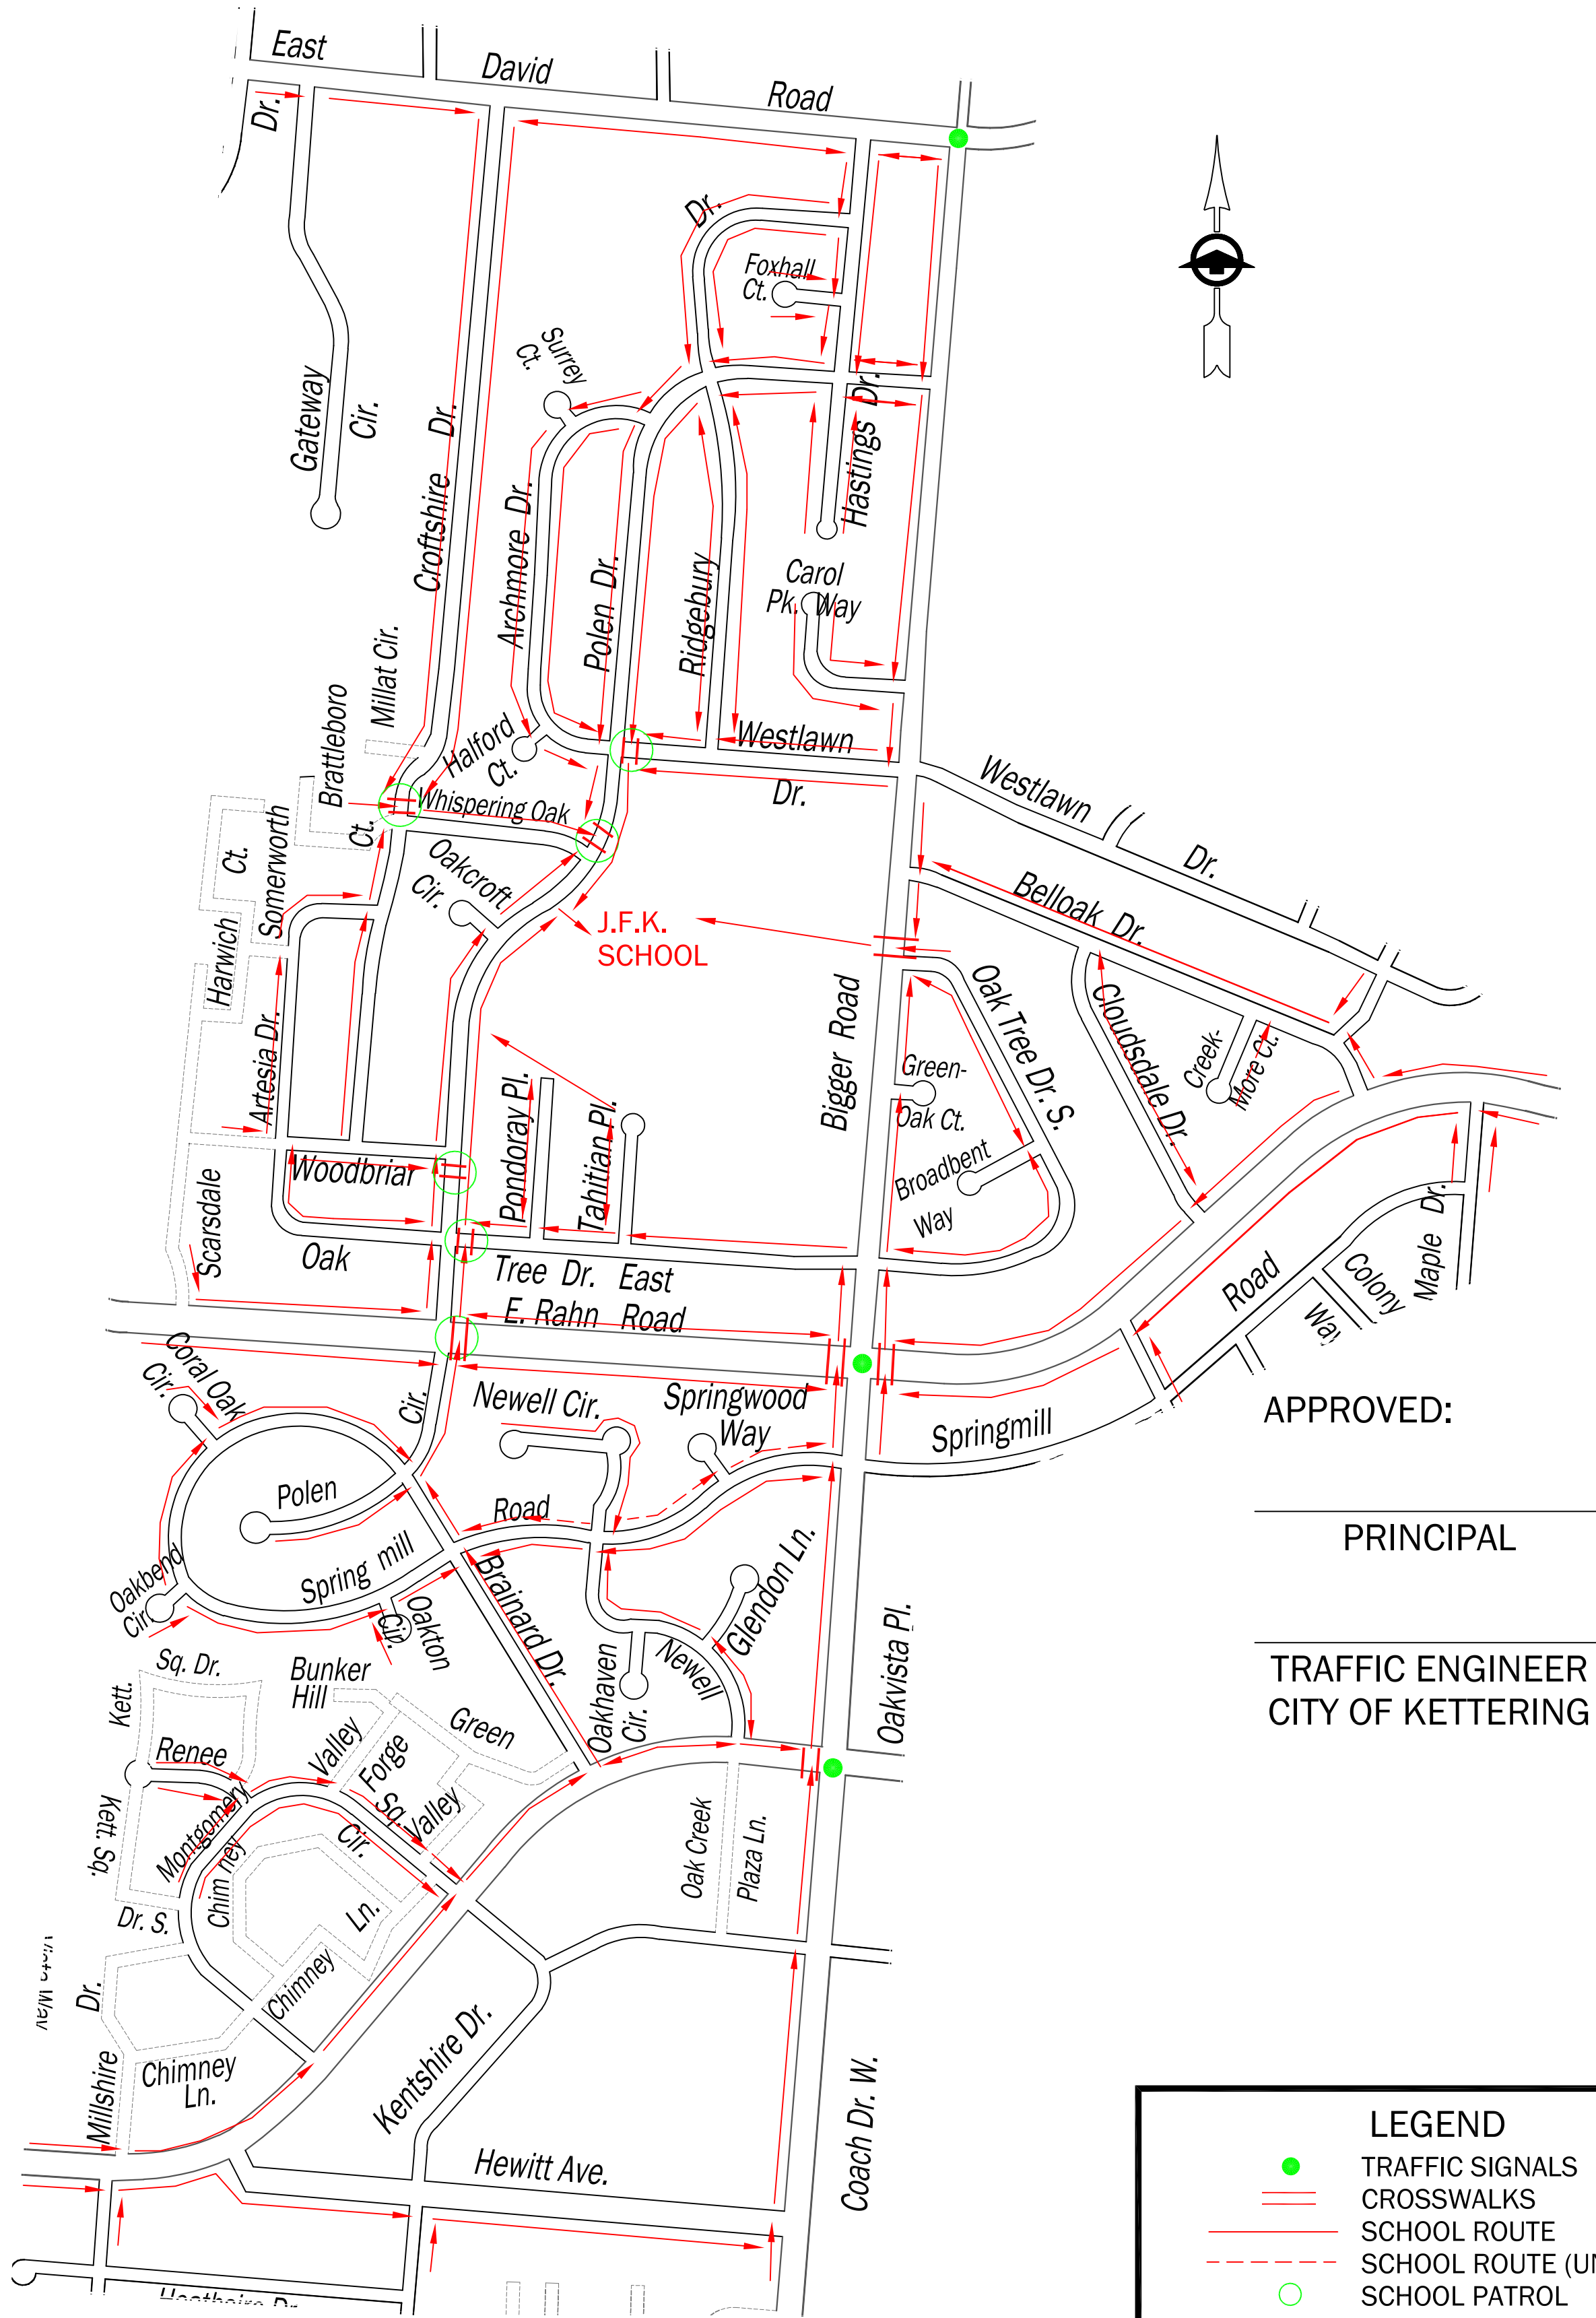 East
David
Road
Dr.
Dr.
Foxhall
Ct.
Surrey
Ct.
Gateway
Cir.
Croftshire Dr.
Archmore Dr.
Polen Dr.
Ridgebury
Hastings Dr.
Carol
Pk. Way
Millat Cir.
Brattleboro
Ct.
Halford
Ct.
Westlawn
Dr.
Westlawn
Dr.
Whispering Oak
Somerworth
Ct.
Oakcroft
Cir.
Harwich
J.F.K.
SCHOOL
Belloak Dr.
Bigger Road
Oak Tree Dr. S.
Cloudsdale Dr.
Creek-
More Ct.
Green-
Oak Ct.
Artesia Dr.
Pondoray Pl.
Tahitian Pl.
Broadbent
Way
Woodbriar
Scarsdale
Oak
Tree Dr. East
E. Rahn Road
Road
Colony
Way
Maple Dr.
Coral Oak
Cir.
Cir.
Newell Cir.
Springwood
Way
Springmill
Polen
Road
Spring mill
Oakbend
Cir.
Oakton
Cir.
Brainard Dr.
Glendon Ln.
Newell
Oakhaven
Cir.
Oakvista Pl.
APPROVED:
PRINCIPAL
TRAFFIC ENGINEER
CITY OF KETTERING
Sq. Dr.
Kett.
Bunker
Hill
Renee
Valley
Forge
Sq.
Green
Valley
Kett. Sq.
Montgomery
Cir.
Chim ney
Ln.
Oak Creek
Plaza Ln.
Dr. S.
Dr.
Chimney
Millshire
Chimney
Ln.
Kentshire Dr.
Coach Dr. W.
Hewitt Ave.
LEGEND
TRAFFIC SIGNALS
CROSSWALKS
SCHOOL ROUTE
SCHOOL ROUTE (UN
SCHOOL PATROL